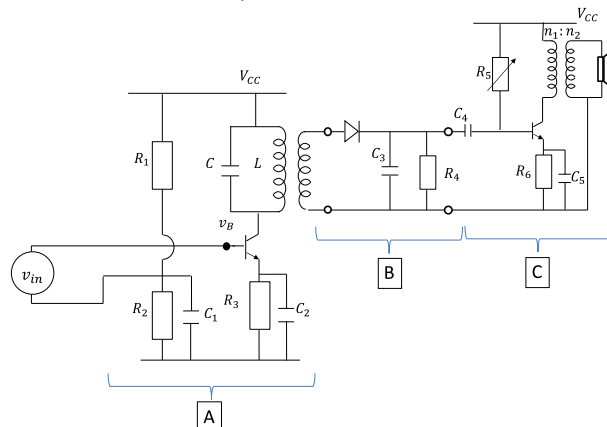 V_CC
n_1 : n_2
R_5
V_CC
C_4
R_1
C
L
C_3
R_4
R_6
C_5
v_B
v_in
B
C
R_2
C_1
R_3
C_2
A